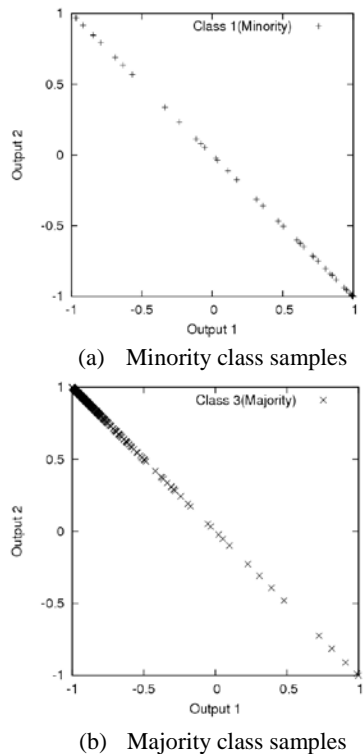 Class 1(Minority) +
1
0.5
0
-0.5
-1
Output 2
-1 -0.5 0 0.5 1
Output 1
(a) Minority class samples
Class 3(Majority) ×
1
0.5
0
-0.5
-1
Output 2
-1 -0.5 0 0.5 1
Output 1
(b) Majority class samples